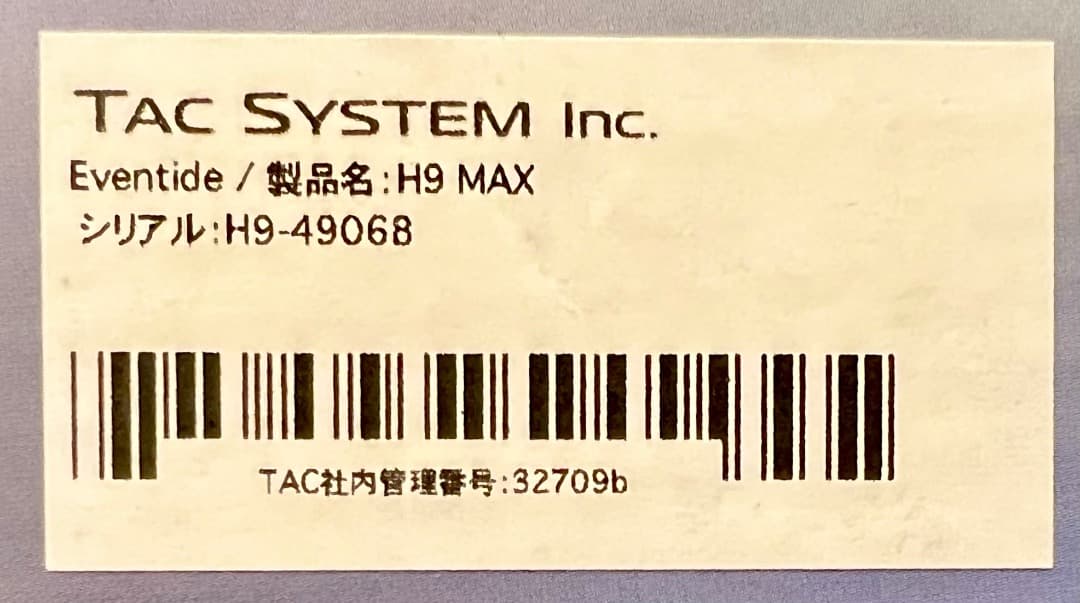 TAC SYSTEM Inc.
Eventide / 製品名:H9 MAX
シリアル:H9-49068
TAC社内管理番号:32709b